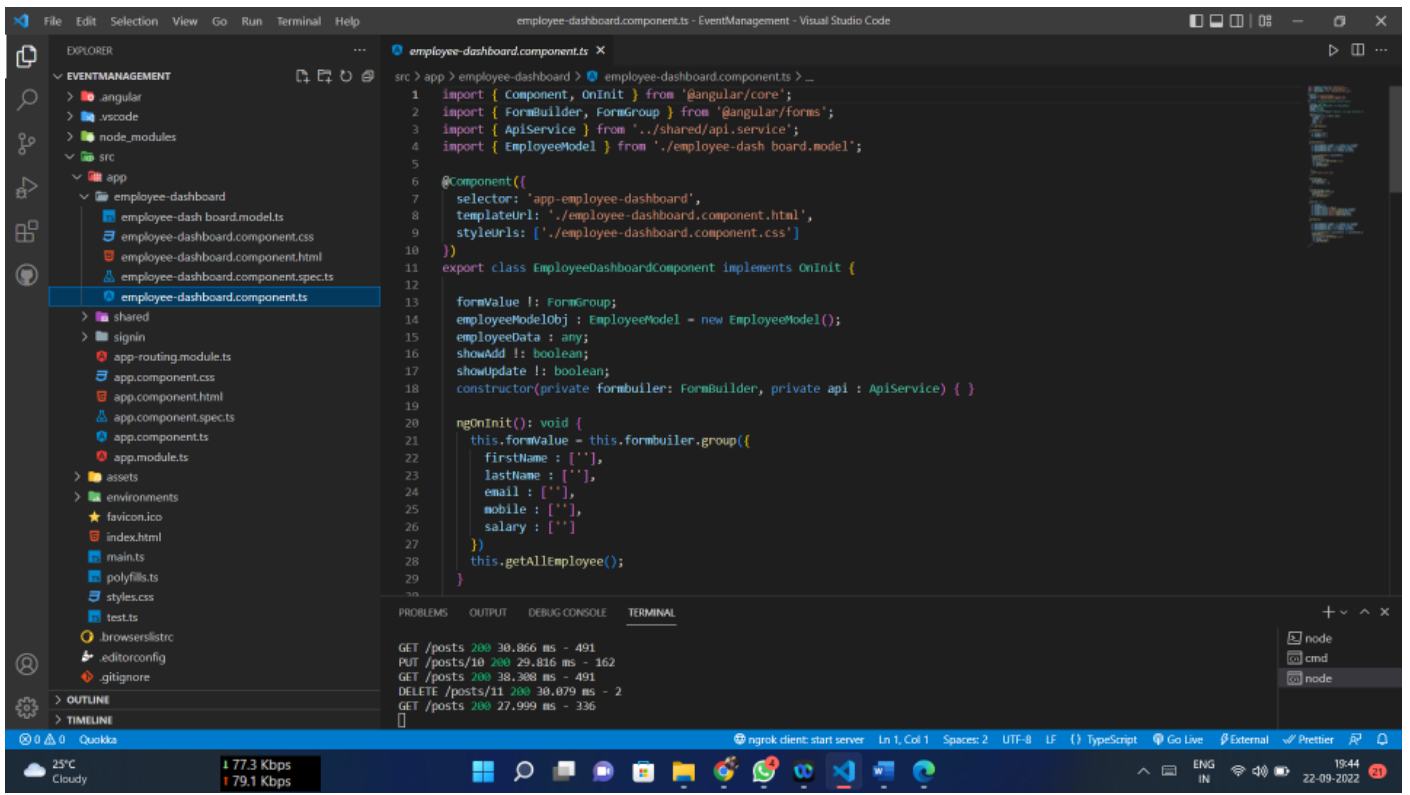 File Edit Selection View Go Run Terminal Help
employee-dashboard.component.ts - EventManagement - Visual Studio Code
EXPLORER
EVENTMANAGEMENT
.angular
.vscode
node_modules
src
app
employee-dashboard
employee-dash board.model.ts
employee-dashboard.component.css
employee-dashboard.component.html
employee-dashboard.component.spec.ts
employee-dashboard.component.ts
shared
signin
app-routing.module.ts
app.component.css
app.component.html
app.component.spec.ts
app.component.ts
app.module.ts
assets
environments
favicon.ico
index.html
main.ts
polyfills.ts
styles.css
test.ts
.browserslistrc
.editorconfig
.gitignore
OUTLINE
TIMELINE
employee-dashboard.component.ts
src > app > employee-dashboard > employee-dashboard.component.ts > ...
1 import { Component, OnInit } from '@angular/core';
2 import { FormBuilder, FormGroup } from '@angular/forms';
3 import { ApiService } from '../shared/api.service';
4 import { EmployeeModel } from './employee-dash board.model';
5
6 @Component({
7 selector: 'app-employee-dashboard',
8 templateUrl: './employee-dashboard.component.html',
9 styleUrls: ['./employee-dashboard.component.css']
10 })
11 export class EmployeeDashboardComponent implements OnInit {
12
13 formValue !: FormGroup;
14 employeeModelObj : EmployeeModel = new EmployeeModel();
15 employeeData : any;
16 showAdd !: boolean;
17 showUpdate !: boolean;
18 constructor(private formbuiler: FormBuilder, private api : ApiService) { }
19
20 ngOnInit(): void {
21 this.formValue = this.formbuiler.group({
22 firstName : [''],
23 lastName : [''],
24 email : [''],
25 mobile : [''],
26 salary : ['']
27 })
28 this.getAllEmployee();
29 }
30
PROBLEMS OUTPUT DEBUG CONSOLE TERMINAL
GET /posts 200 30.866 ms - 491
PUT /posts/10 200 29.816 ms - 162
GET /posts 200 38.308 ms - 491
DELETE /posts/11 200 30.079 ms - 2
GET /posts 200 27.999 ms - 336
node
cmd
node
0 0 Quokka
ngrok client: start server Ln 1, Col 1 Spaces: 2 UTF-8 LF {} TypeScript Go Live External Prettier
25°C
Cloudy
77.3 Kbps
79.1 Kbps
4
ENG
IN
19:44
22-09-2022
21